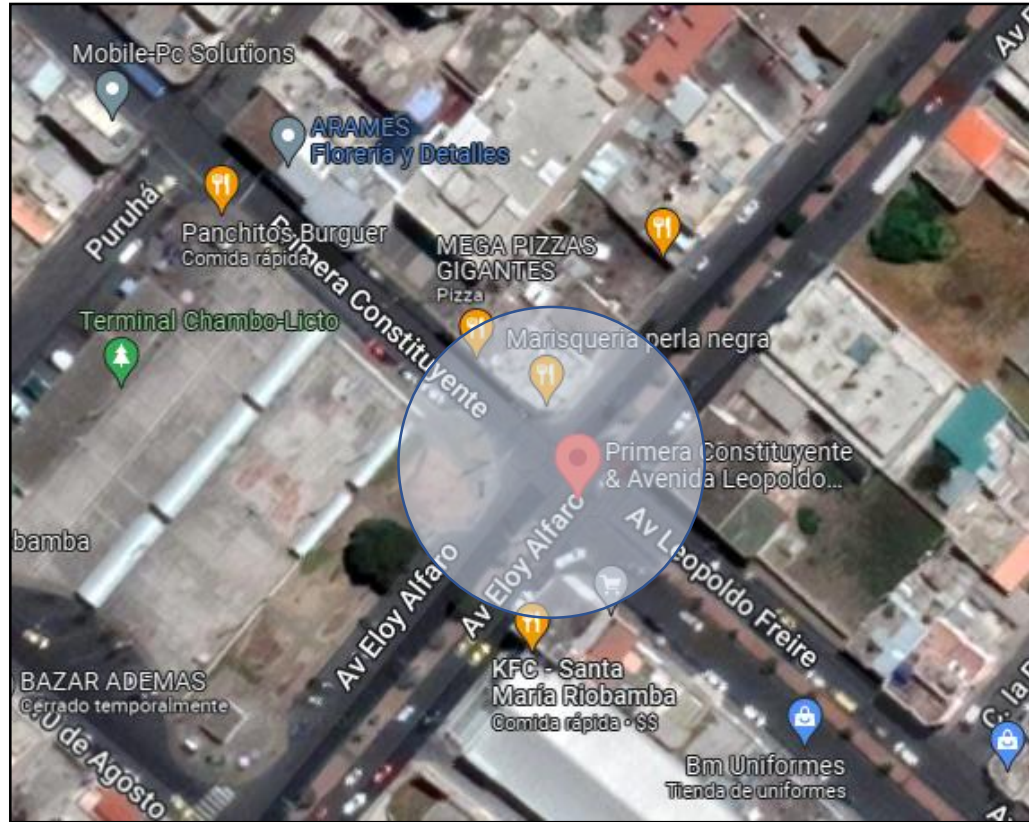 Mobile-Pc Solutions
ARAMES
Florería y Detalles
Av
Puruhá
Panchitos Burguer
Comida rápida
Primera Constituyente
MEGA PIZZAS
GIGANTES
Pizza
Terminal Chambo-Licto
Marisqueria perla negra
Primera Constituyente
& Avenida Leopoldo...
bamba
Av Eloy Alfaro
Av Eloy Alfaro
Av Leopoldo Freire
KFC - Santa
María Riobamba
Comida rápida • $$
BAZAR ADEMAS
Cerrado temporalmente
de Agosto
Bm Uniformes
Tienda de uniformes